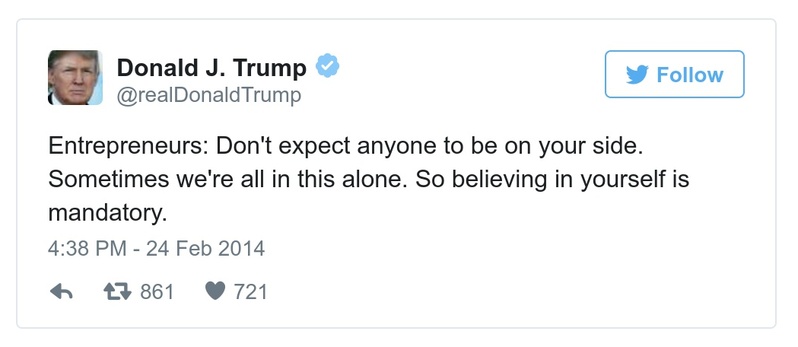 Donald J. Trump
@realDonaldTrump
Follow
Entrepreneurs: Don't expect anyone to be on your side.
Sometimes we're all in this alone. So believing in yourself is
mandatory.
4:38 PM - 24 Feb 2014
861 721